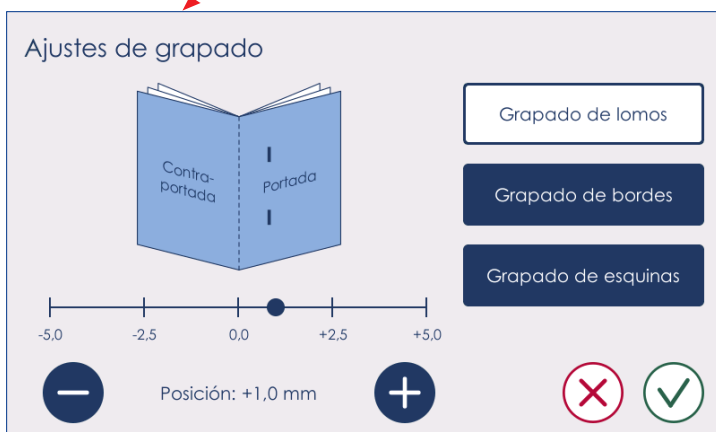 Ajustes de grapado
Contra-
portada
Portada
Grapado de lomos
Grapado de bordes
Grapado de esquinas
-5,0
-2,5
0,0
+2,5
+5,0
Posición: +1,0 mm